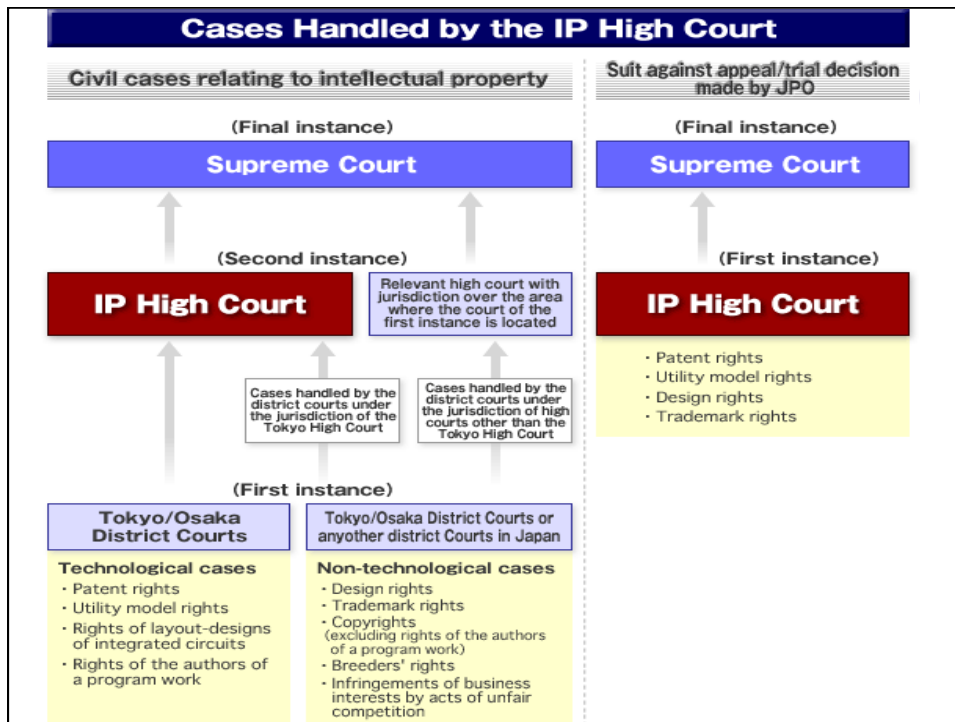 Cases Handled by the IP High Court
Civil cases relating to intellectual property
(Final instance)
Supreme Court
(Second instance)
IP High Court
Relevant high court with
jurisdiction over the area
where the court of the
first instance is located
Cases handled by the
district courts under
the jurisdiction of the
Tokyo High Court
Cases handled by the
district courts under
the jurisdiction of high
courts other than the
Tokyo High Court
(First instance)
Tokyo/Osaka
District Courts
Technological cases
・Patent rights
・Utility model rights
・Rights of layout-designs
of integrated circuits
・Rights of the authors of
a program work
Tokyo/Osaka District Courts or
anyother district Courts in Japan
Non-technological cases
・Design rights
・Trademark rights
・Copyrights
(excluding rights of the authors
of a program work)
・Breeders' rights
・Infringements of business
interests by acts of unfair
competition
Suit against appeal/trial decision
made by JPO
(Final instance)
Supreme Court
(First instance)
IP High Court
・Patent rights
・Utility model rights
・Design rights
・Trademark rights